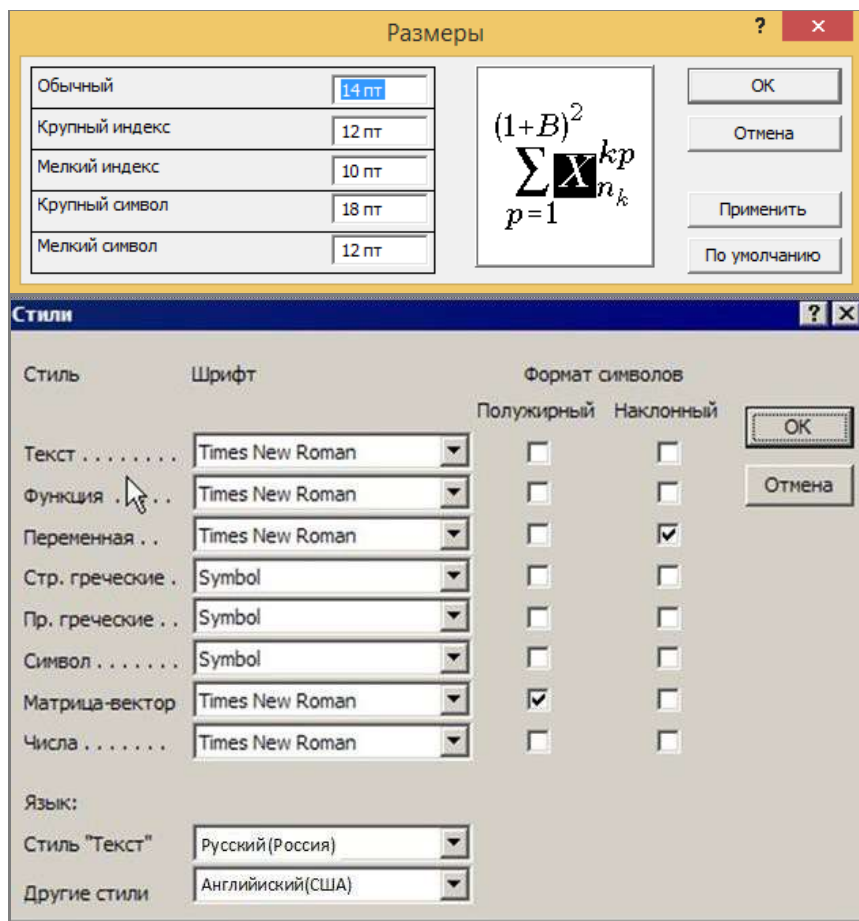 Размеры
?
×
Обычный 14 пт
Крупный индекс 12 пт
Мелкий индекс 10 пт
Крупный символ 18 пт
Мелкий символ 12 пт
(1+B)²
∑ X kp nₖ
p=1
ОК
Отмена
Применить
По умолчанию
Стили
?
×
Стиль Шрифт Формат символов
Полужирный Наклонный
ОК
Отмена
Текст . . . . . . . . Times New Roman
Функция . . . . Times New Roman
Переменная . . Times New Roman
Стр. греческие . Symbol
Пр. греческие . . Symbol
Символ . . . . . . . Symbol
Матрица-вектор Times New Roman
Числа . . . . . . . Times New Roman
Язык:
Стиль "Текст" Русский(Россия)
Другие стили Английиский(США)